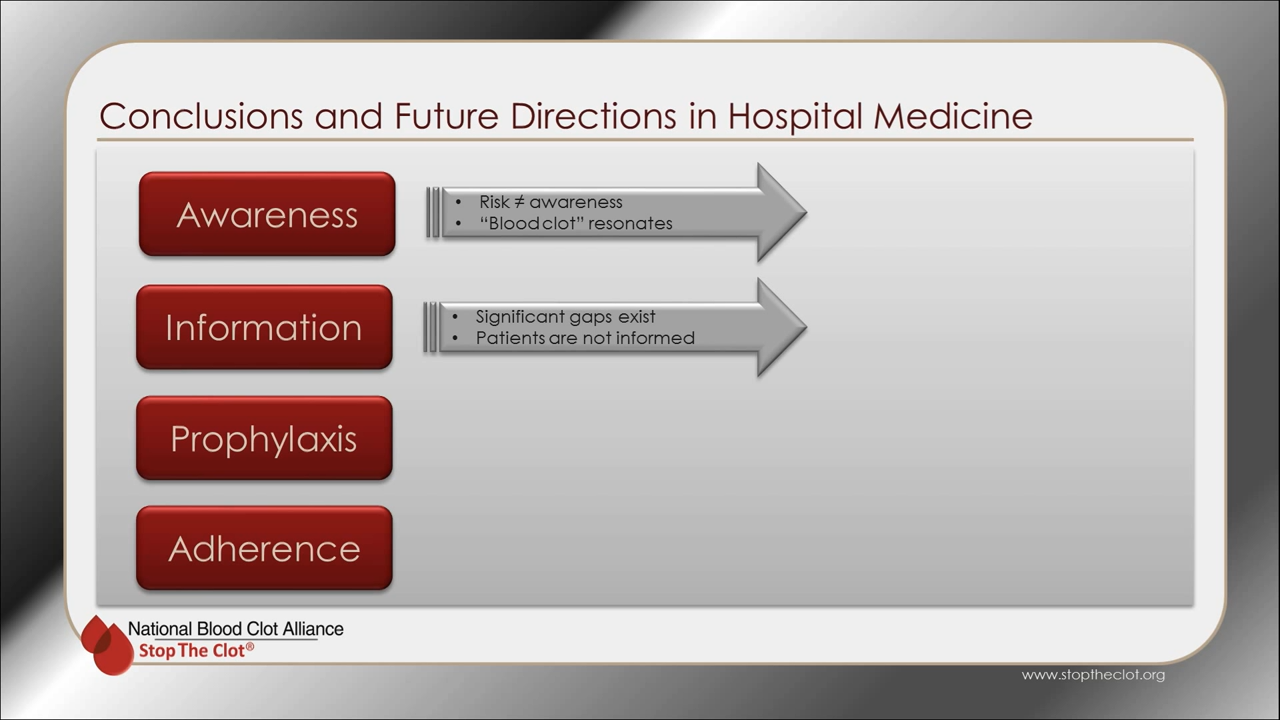 Conclusions and Future Directions in Hospital Medicine
Awareness
• Risk ≠ awareness
• “Blood clot” resonates
Information
• Significant gaps exist
• Patients are not informed
Prophylaxis
Adherence
National Blood Clot Alliance
Stop The Clot®
www.stoptheclot.org